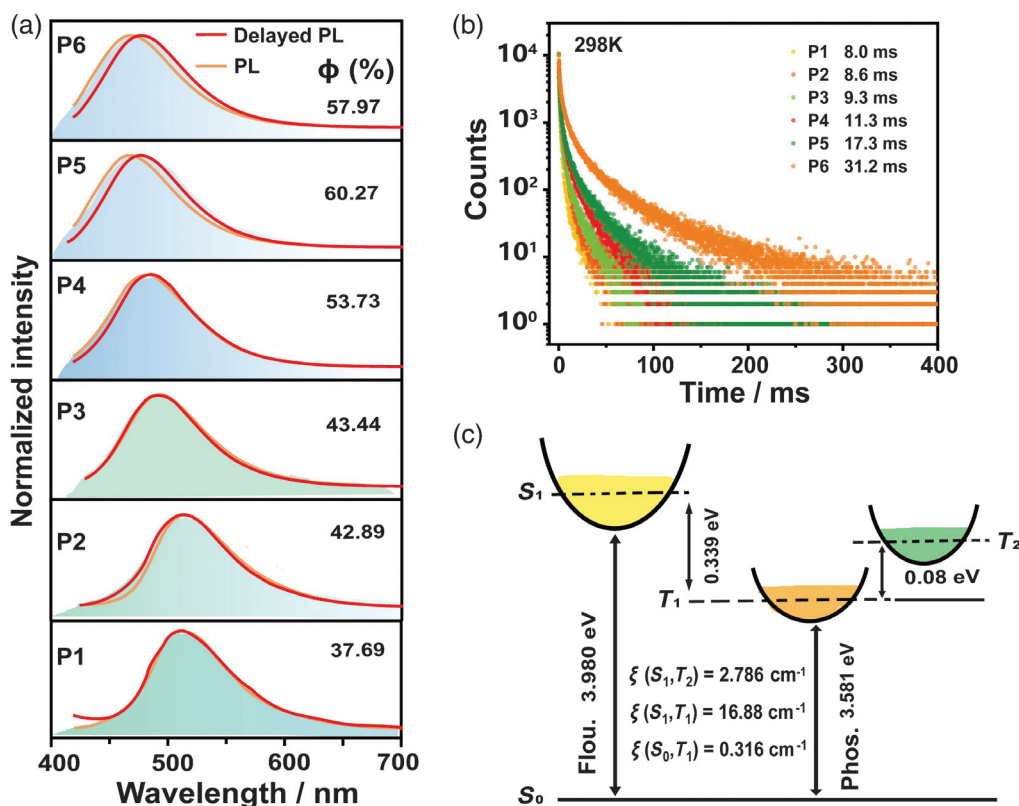 (a)
P6
Delayed PL
PL
ϕ (%)
57.97
P5
60.27
P4
53.73
P3
43.44
P2
42.89
P1
37.69
Normalized intensity
400 500 600 700
Wavelength / nm
(b)
298K
P1 8.0 ms
P2 8.6 ms
P3 9.3 ms
P4 11.3 ms
P5 17.3 ms
P6 31.2 ms
10⁴
10³
10²
10¹
10⁰
Counts
0 100 200 300 400
Time / ms
(c)
S₁
0.339 eV
T₂
0.08 eV
T₁
Flou. 3.980 eV
Phos. 3.581 eV
ξ (S₁,T₂) = 2.786 cm⁻¹
ξ (S₁,T₁) = 16.88 cm⁻¹
ξ (S₀,T₁) = 0.316 cm⁻¹
S₀